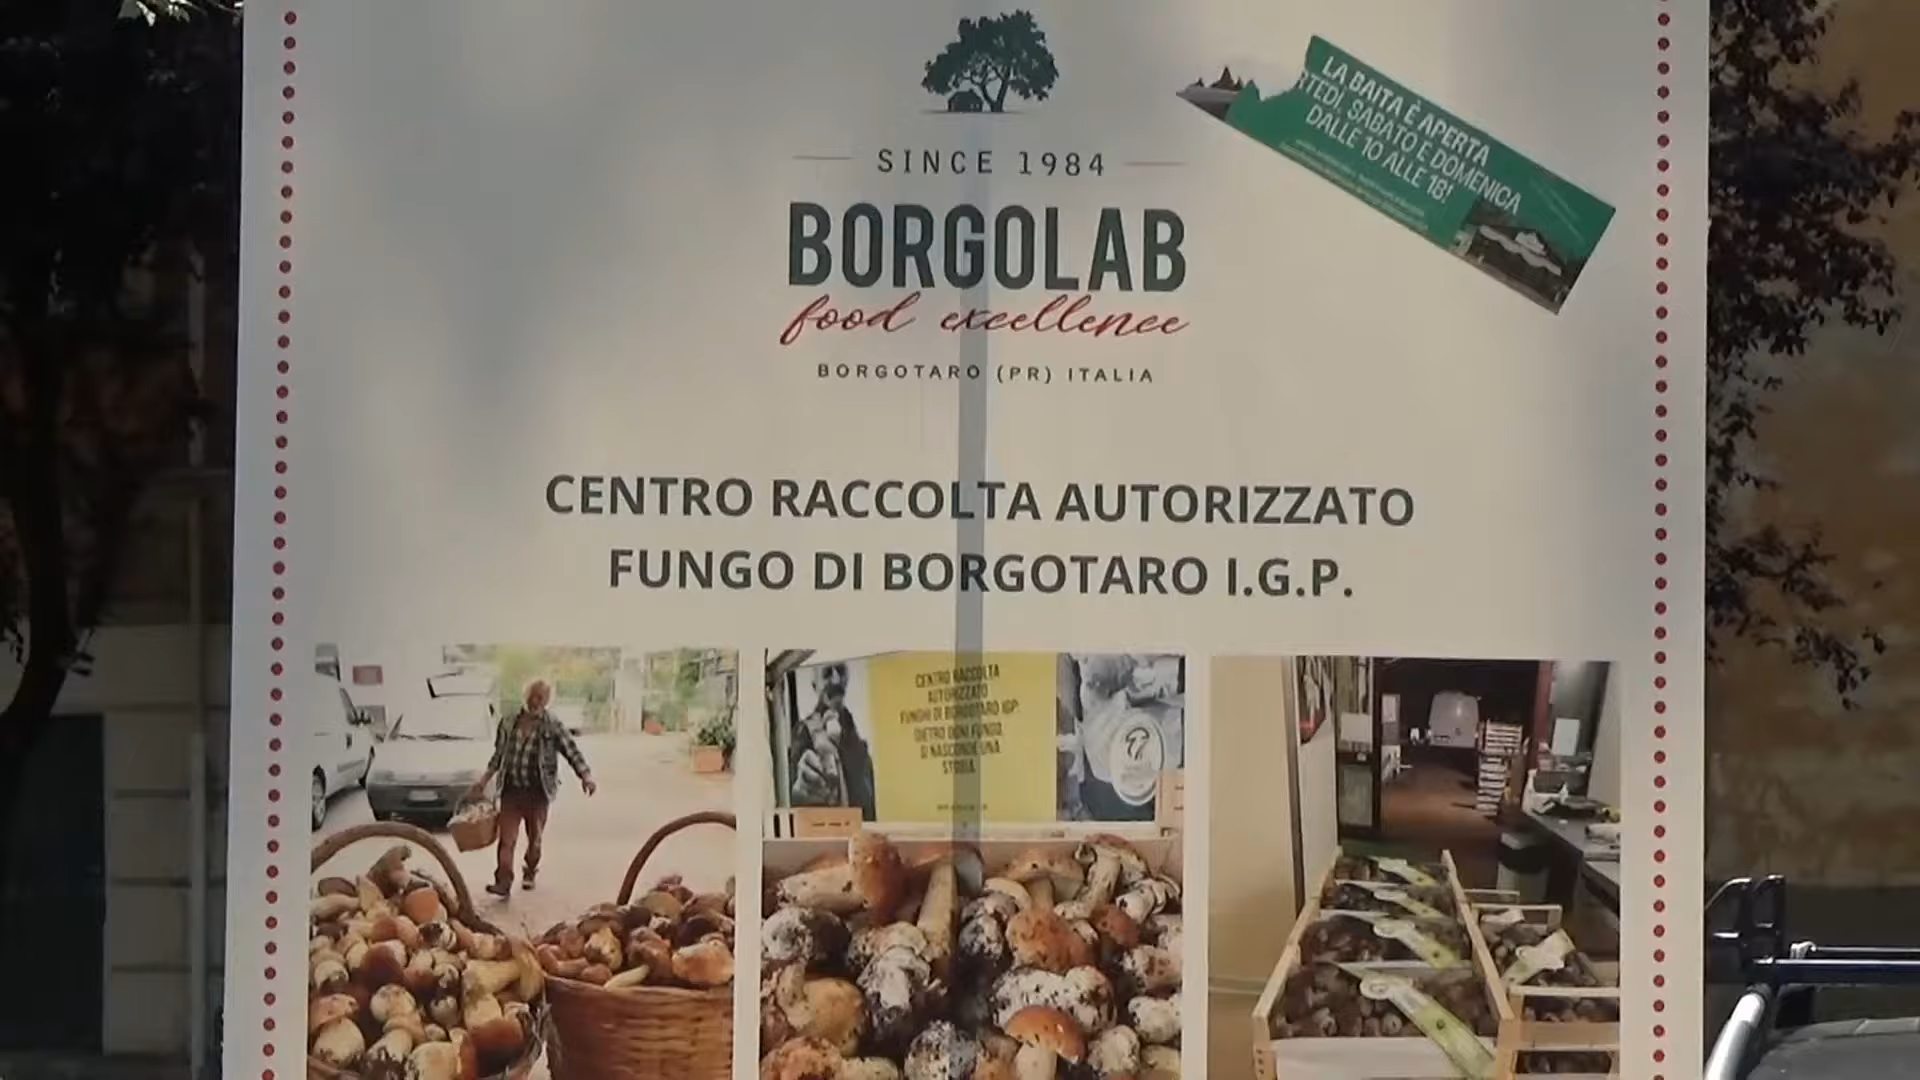 SINCE 1984
BORGOLAB
food excellence
BORGOTARO (PR) ITALIA
LA BAITA È APERTA
RTEDI, SABATO E DOMENICA
DALLE 10 ALLE 18!
CENTRO RACCOLTA AUTORIZZATO
FUNGO DI BORGOTARO I.G.P.
CENTRO RACCOLTA
AUTORIZZATO
FUNGHI DI BORGOTARO IGP.
DIETRO OGNI FUNGO
SI NASCONDE UNA
STORIA